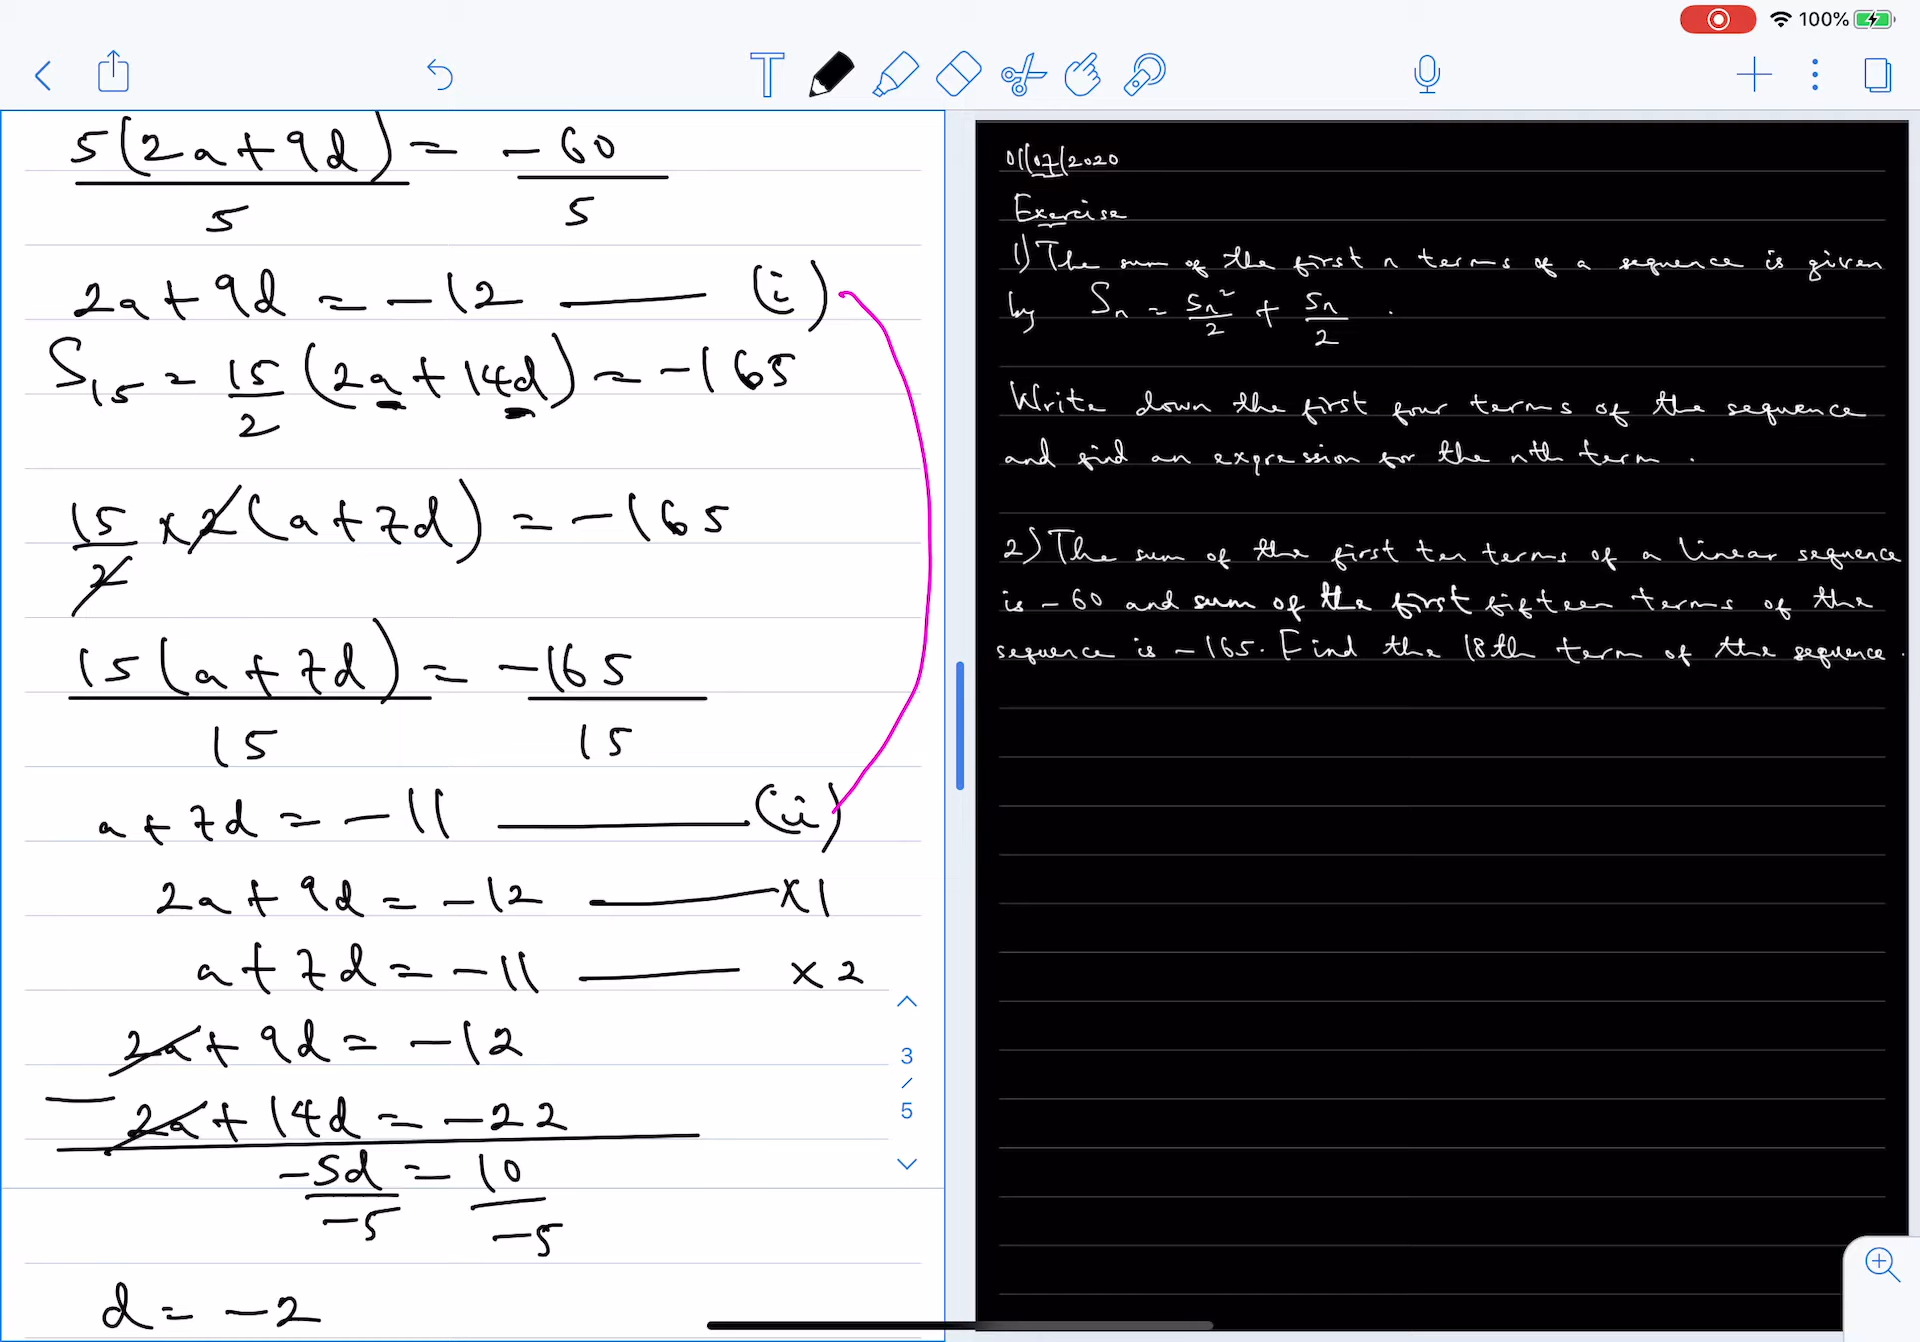 100%
5(2a+9d) = -60
5 5
2a+9d = -12 —— (i)
S₁₅ = 15/2 (2a+14d) = -165
15/2 x 2(a+7d) = -165
15(a+7d) = -165
15 15
a+7d = -11 —— (ii)
2a+9d = -12 —— x1
a+7d = -11 —— x2
2a+9d = -12
- 2a+14d = -22
-5d = 10
-5 -5
d = -2
3
/
5
01/07/2020
Exercise
1) The sum of the first n terms of a sequence is given
by Sₙ = 5n²/2 + 5n/2 .
Write down the first four terms of the sequence
and find an expression for the nth term .
2) The sum of the first ten terms of a linear sequence
is -60 and sum of the first fifteen terms of the
sequence is -165. Find the 18th term of the sequence.